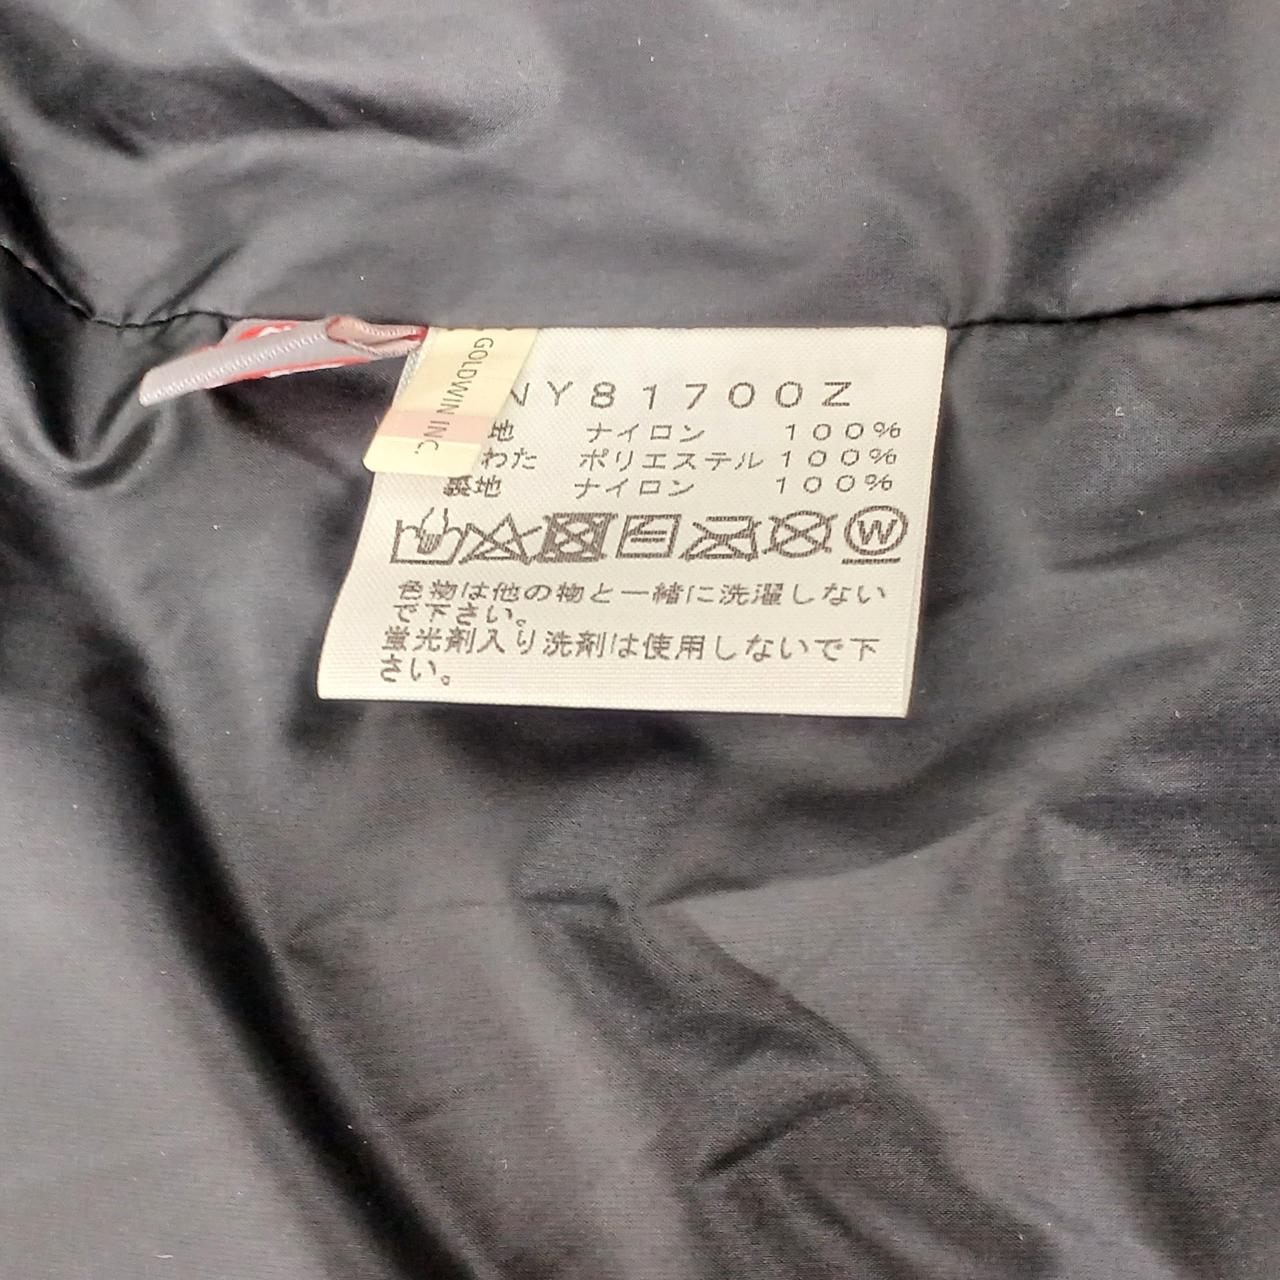 GOLDWIN INC.
NY81700Z
地 ナイロン 100%
わた ポリエステル 100%
裏地 ナイロン 100%
W
色物は他の物と一緒に洗濯しない
で下さい。
蛍光剤入り洗剤は使用しないで下
さい。